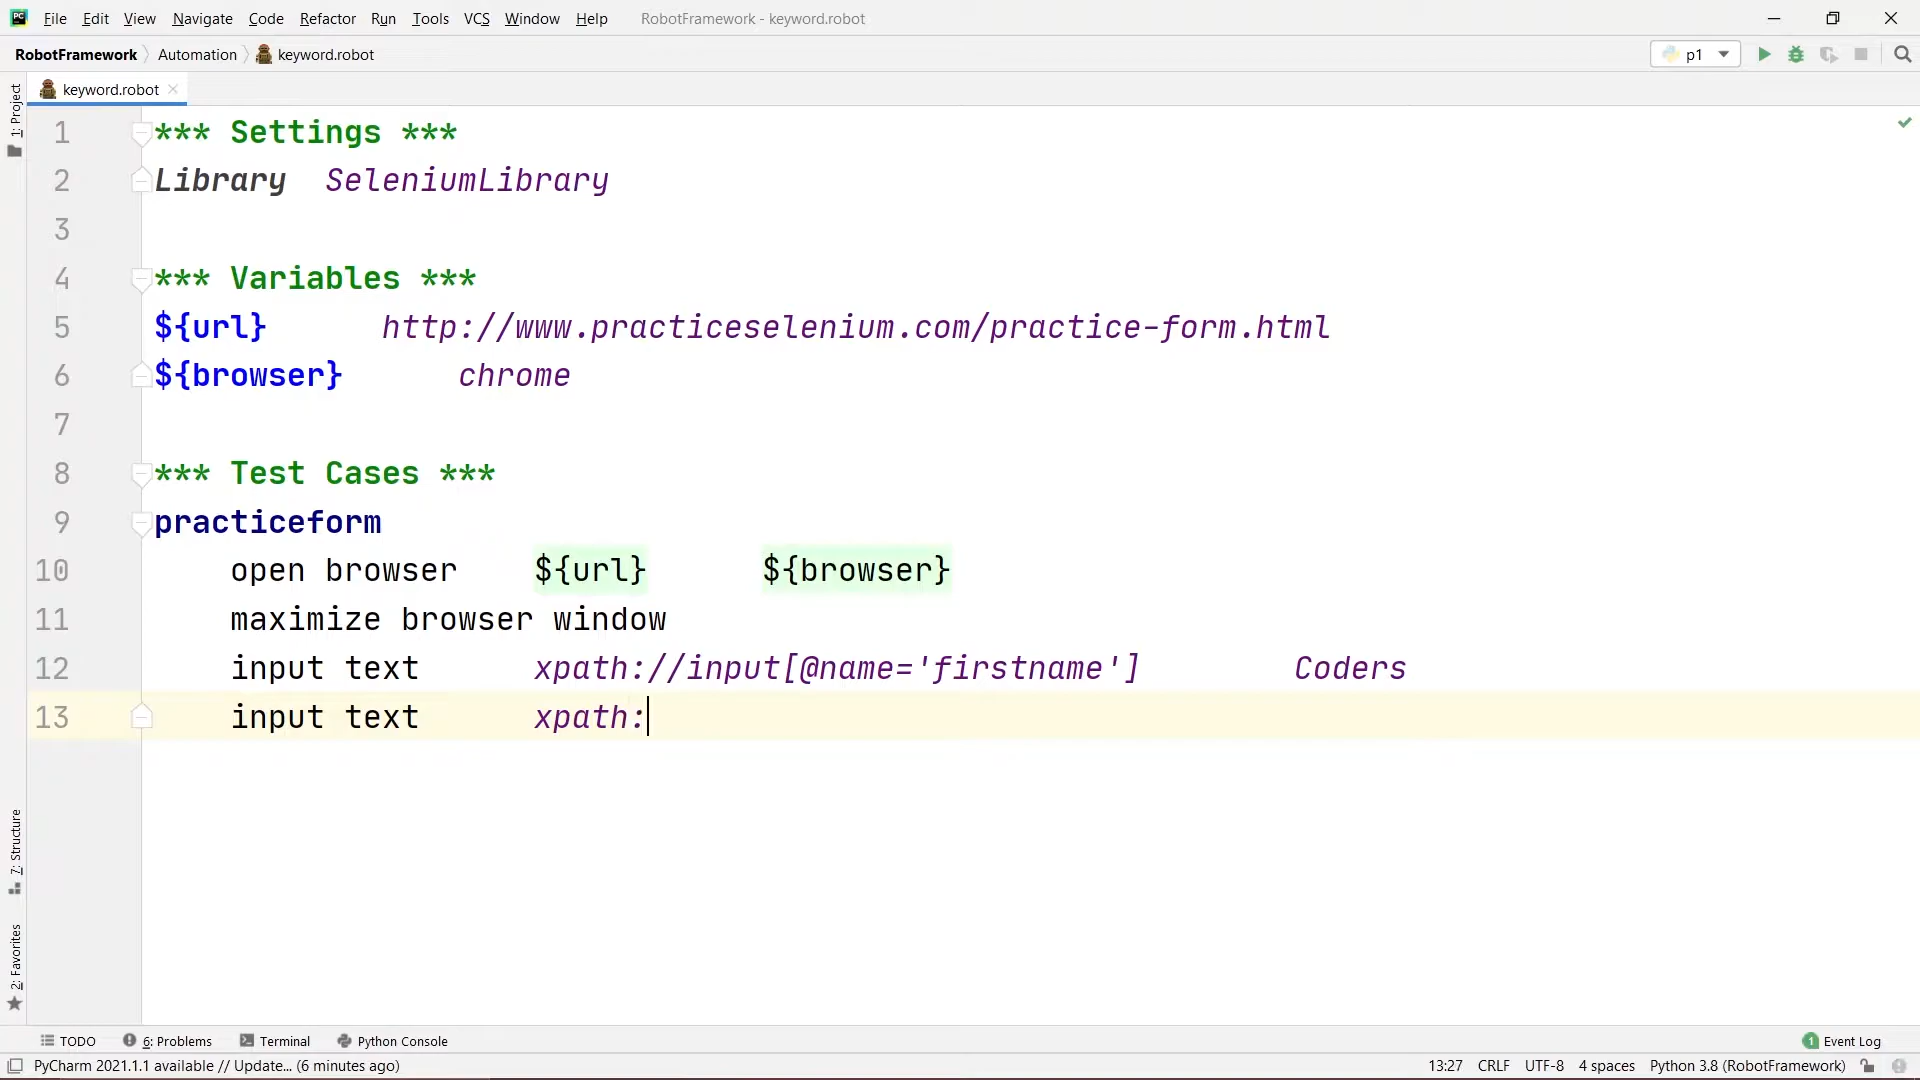 File Edit View Navigate Code Refactor Run Tools VCS Window Help RobotFramework - keyword.robot
RobotFramework Automation keyword.robot p1
keyword.robot
1: Project
1 *** Settings ***
2 Library SeleniumLibrary
3
4 *** Variables ***
5 ${url} http://www.practiceselenium.com/practice-form.html
6 ${browser} chrome
7
8 *** Test Cases ***
9 practiceform
10 open browser ${url} ${browser}
11 maximize browser window
12 input text xpath://input[@name='firstname'] Coders
13 input text xpath:
7: Structure
2: Favorites
TODO 6: Problems Terminal Python Console 1 Event Log
PyCharm 2021.1.1 available // Update... (6 minutes ago) 13:27 CRLF UTF-8 4 spaces Python 3.8 (RobotFramework)